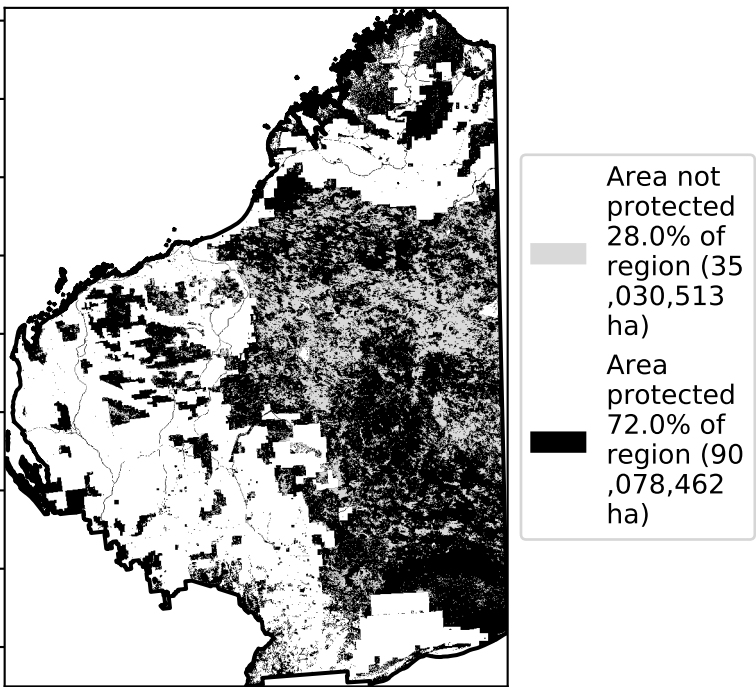 Area not
protected
28.0% of
region (35
,030,513
ha)
Area
protected
72.0% of
region (90
,078,462
ha)